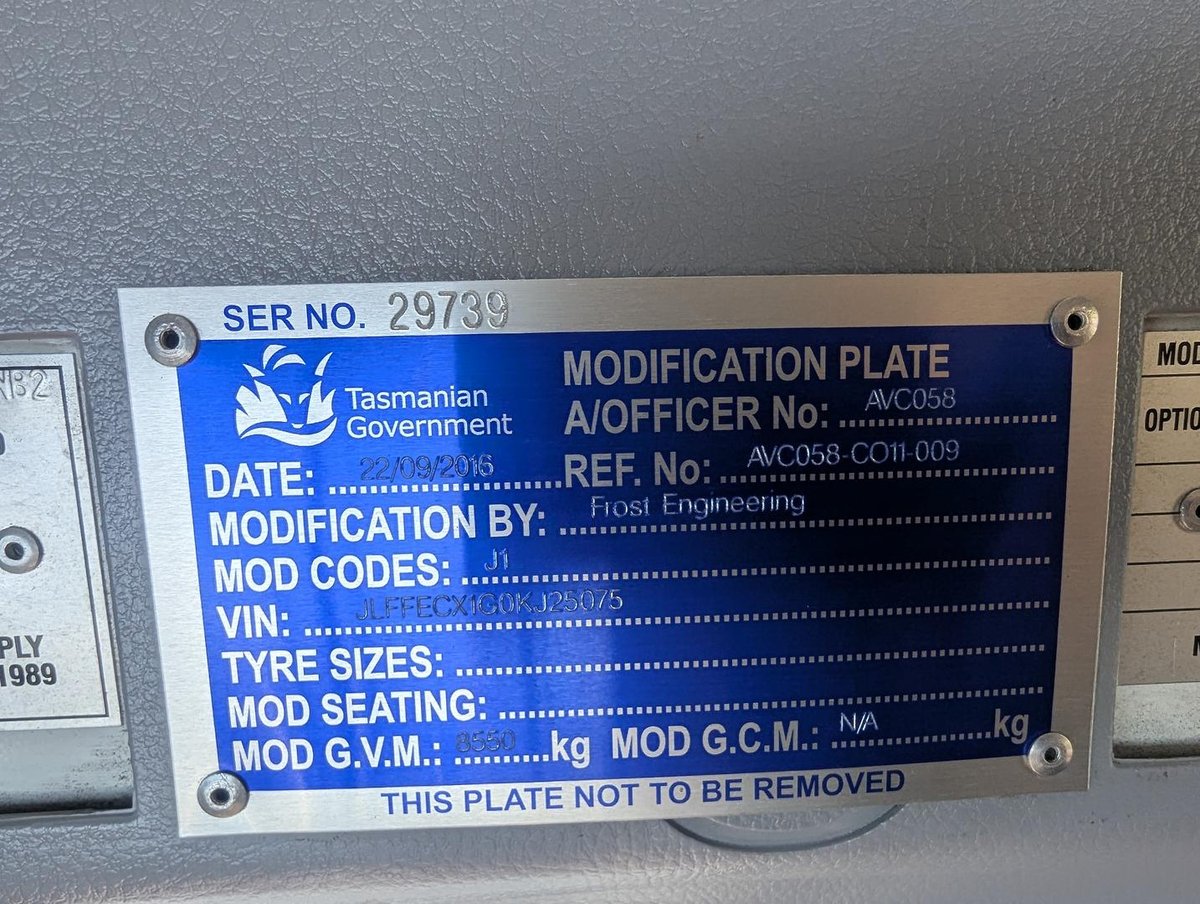 SER NO. 29739
Tasmanian
Government
MODIFICATION PLATE
A/OFFICER No: AVC058
DATE: 22/09/2016 REF. No: AVC058-CO11-009
MODIFICATION BY: Frost Engineering
MOD CODES: J1
VIN: JLFFECX1G0KJ25075
TYRE SIZES:
MOD SEATING:
MOD G.V.M.: 8550 kg MOD G.C.M.: N/A kg
THIS PLATE NOT TO BE REMOVED
PLY
1989
MOD
OPTIO